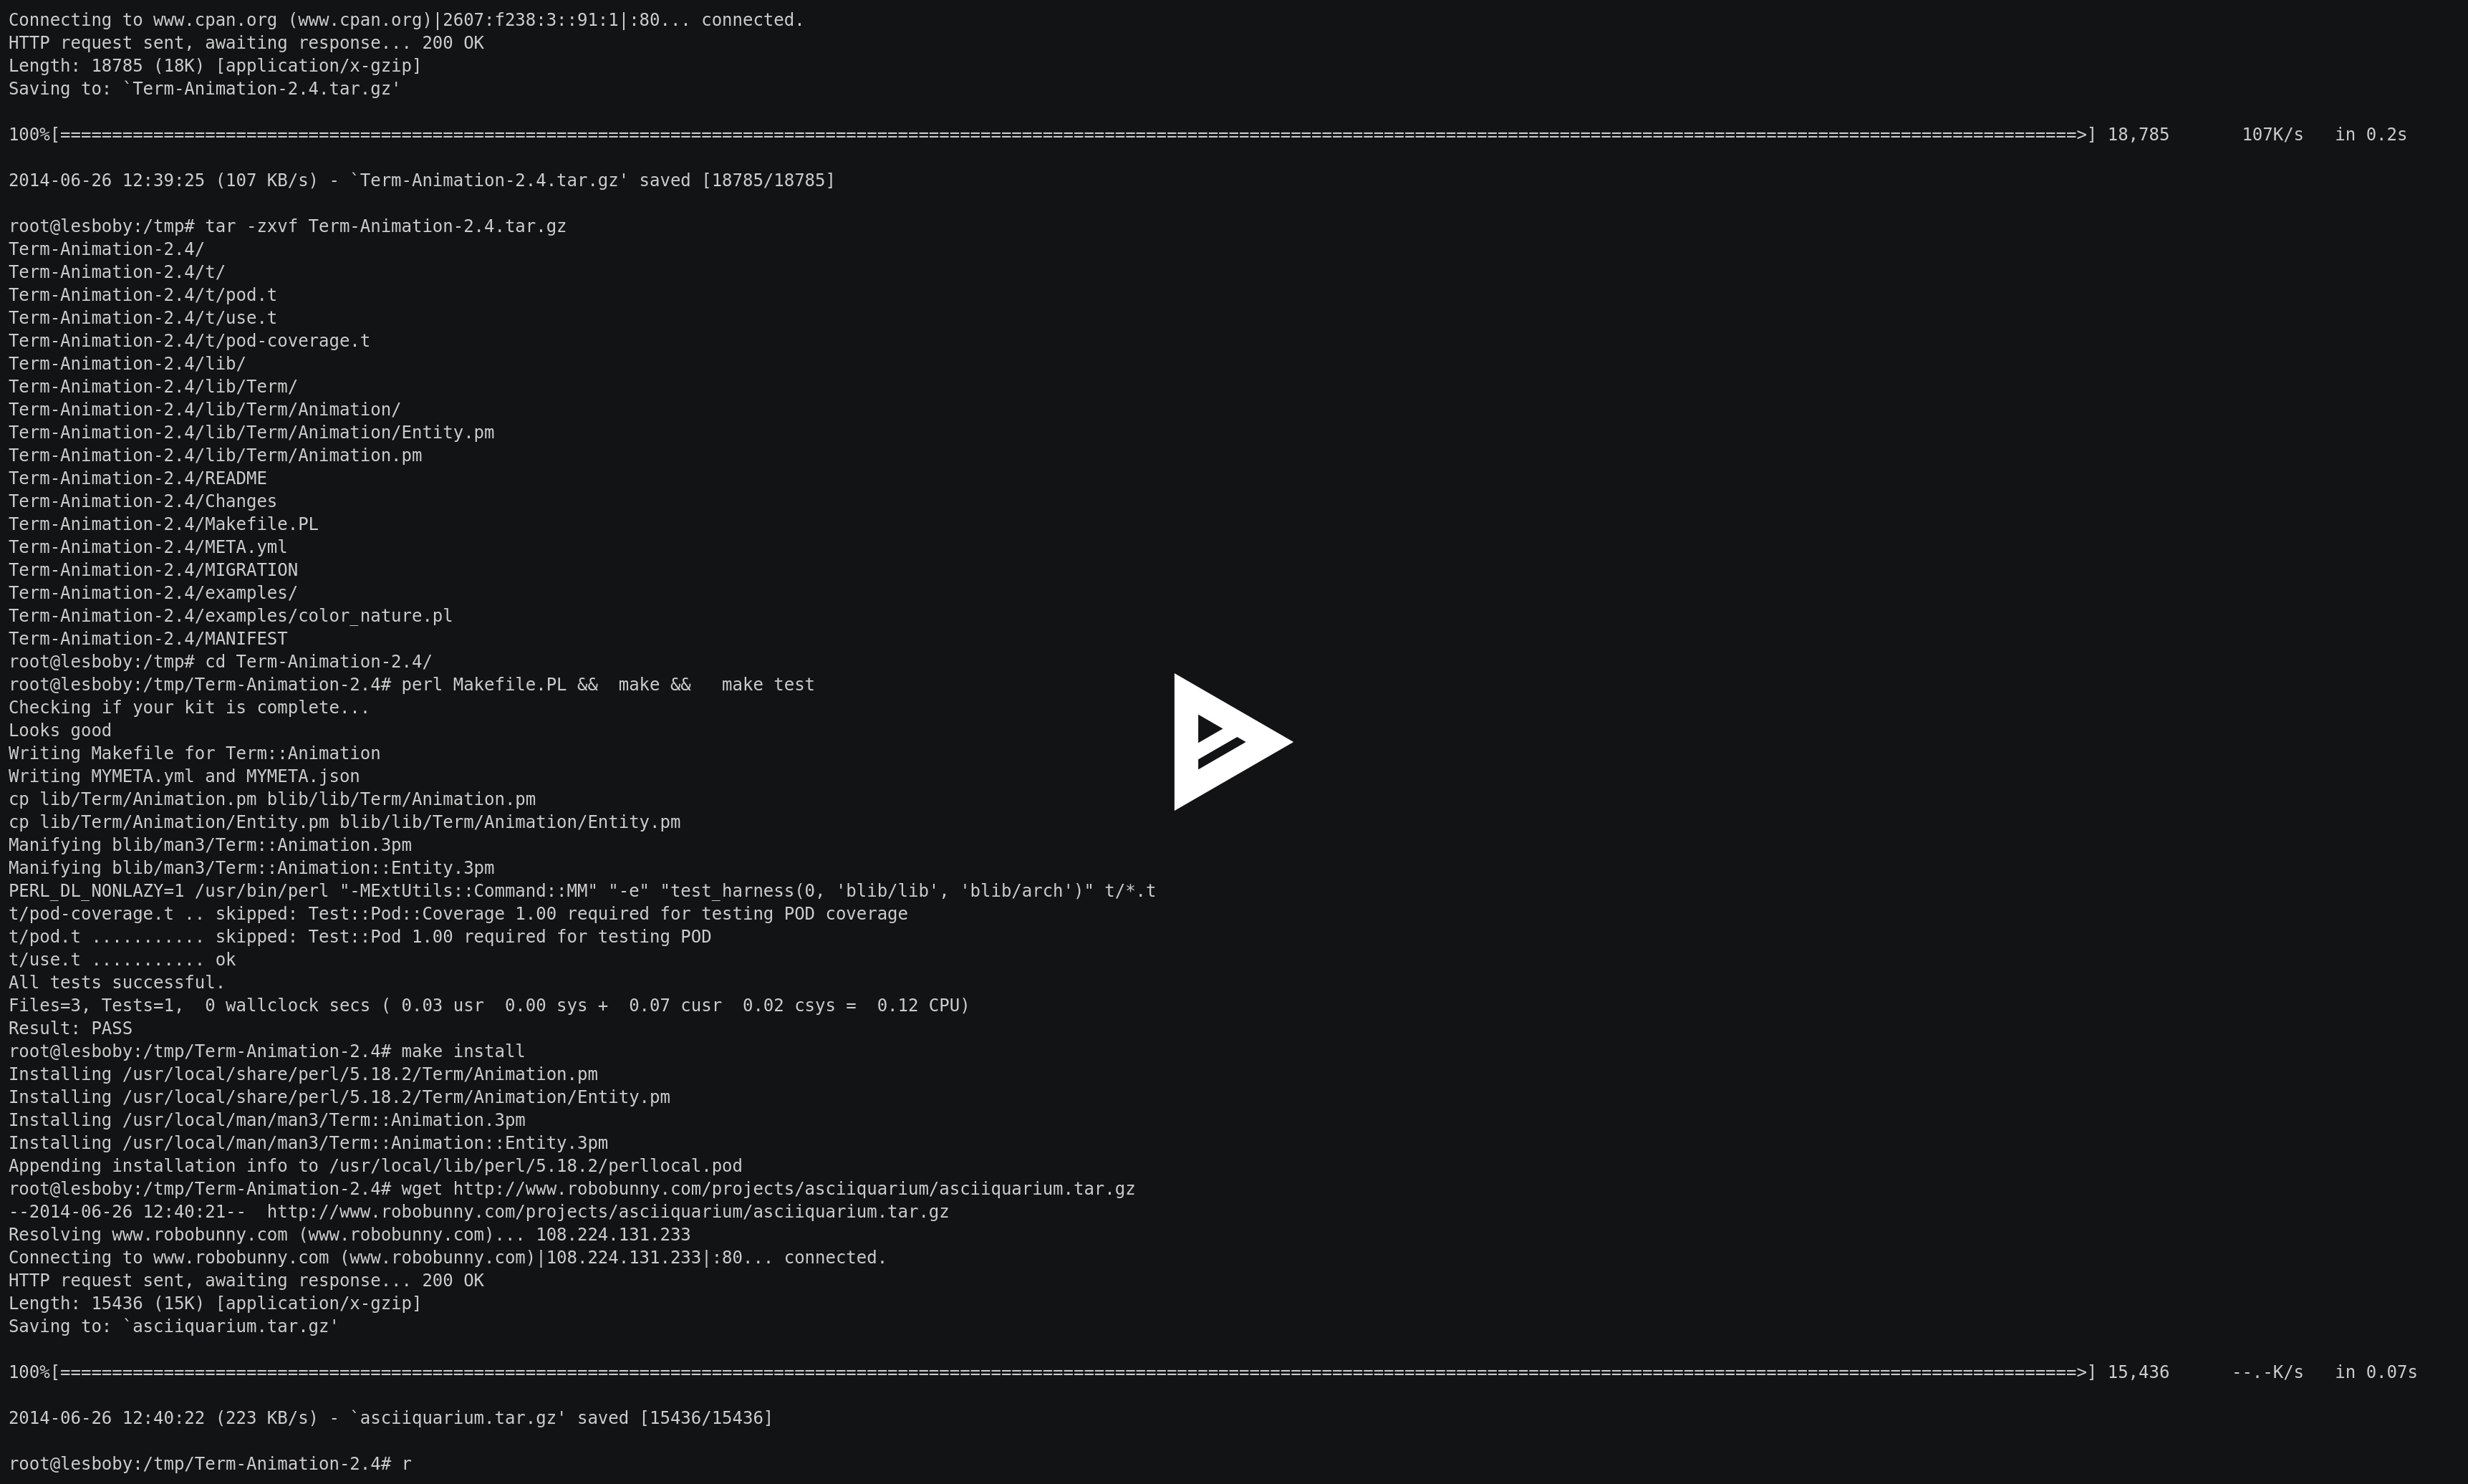 Connecting to www.cpan.org (www.cpan.org)|2607:f238:3::91:1|:80... connected.
HTTP request sent, awaiting response... 200 OK
Length: 18785 (18K) [application/x-gzip]
Saving to: `Term-Animation-2.4.tar.gz'
100%[===================================================================================================================================================================================================>] 18,785       107K/s   in 0.2s
2014-06-26 12:39:25 (107 KB/s) - `Term-Animation-2.4.tar.gz' saved [18785/18785]
root@lesboby:/tmp# tar -zxvf Term-Animation-2.4.tar.gz
Term-Animation-2.4/
Term-Animation-2.4/t/
Term-Animation-2.4/t/pod.t
Term-Animation-2.4/t/use.t
Term-Animation-2.4/t/pod-coverage.t
Term-Animation-2.4/lib/
Term-Animation-2.4/lib/Term/
Term-Animation-2.4/lib/Term/Animation/
Term-Animation-2.4/lib/Term/Animation/Entity.pm
Term-Animation-2.4/lib/Term/Animation.pm
Term-Animation-2.4/README
Term-Animation-2.4/Changes
Term-Animation-2.4/Makefile.PL
Term-Animation-2.4/META.yml
Term-Animation-2.4/MIGRATION
Term-Animation-2.4/examples/
Term-Animation-2.4/examples/color_nature.pl
Term-Animation-2.4/MANIFEST
root@lesboby:/tmp# cd Term-Animation-2.4/
root@lesboby:/tmp/Term-Animation-2.4# perl Makefile.PL &&  make &&   make test
Checking if your kit is complete...
Looks good
Writing Makefile for Term::Animation
Writing MYMETA.yml and MYMETA.json
cp lib/Term/Animation.pm blib/lib/Term/Animation.pm
cp lib/Term/Animation/Entity.pm blib/lib/Term/Animation/Entity.pm
Manifying blib/man3/Term::Animation.3pm
Manifying blib/man3/Term::Animation::Entity.3pm
PERL_DL_NONLAZY=1 /usr/bin/perl "-MExtUtils::Command::MM" "-e" "test_harness(0, 'blib/lib', 'blib/arch')" t/*.t
t/pod-coverage.t .. skipped: Test::Pod::Coverage 1.00 required for testing POD coverage
t/pod.t ........... skipped: Test::Pod 1.00 required for testing POD
t/use.t ........... ok
All tests successful.
Files=3, Tests=1,  0 wallclock secs ( 0.03 usr  0.00 sys +  0.07 cusr  0.02 csys =  0.12 CPU)
Result: PASS
root@lesboby:/tmp/Term-Animation-2.4# make install
Installing /usr/local/share/perl/5.18.2/Term/Animation.pm
Installing /usr/local/share/perl/5.18.2/Term/Animation/Entity.pm
Installing /usr/local/man/man3/Term::Animation.3pm
Installing /usr/local/man/man3/Term::Animation::Entity.3pm
Appending installation info to /usr/local/lib/perl/5.18.2/perllocal.pod
root@lesboby:/tmp/Term-Animation-2.4# wget http://www.robobunny.com/projects/asciiquarium/asciiquarium.tar.gz
--2014-06-26 12:40:21--  http://www.robobunny.com/projects/asciiquarium/asciiquarium.tar.gz
Resolving www.robobunny.com (www.robobunny.com)... 108.224.131.233
Connecting to www.robobunny.com (www.robobunny.com)|108.224.131.233|:80... connected.
HTTP request sent, awaiting response... 200 OK
Length: 15436 (15K) [application/x-gzip]
Saving to: `asciiquarium.tar.gz'
100%[===================================================================================================================================================================================================>] 15,436      --.-K/s   in 0.07s
2014-06-26 12:40:22 (223 KB/s) - `asciiquarium.tar.gz' saved [15436/15436]
root@lesboby:/tmp/Term-Animation-2.4# r